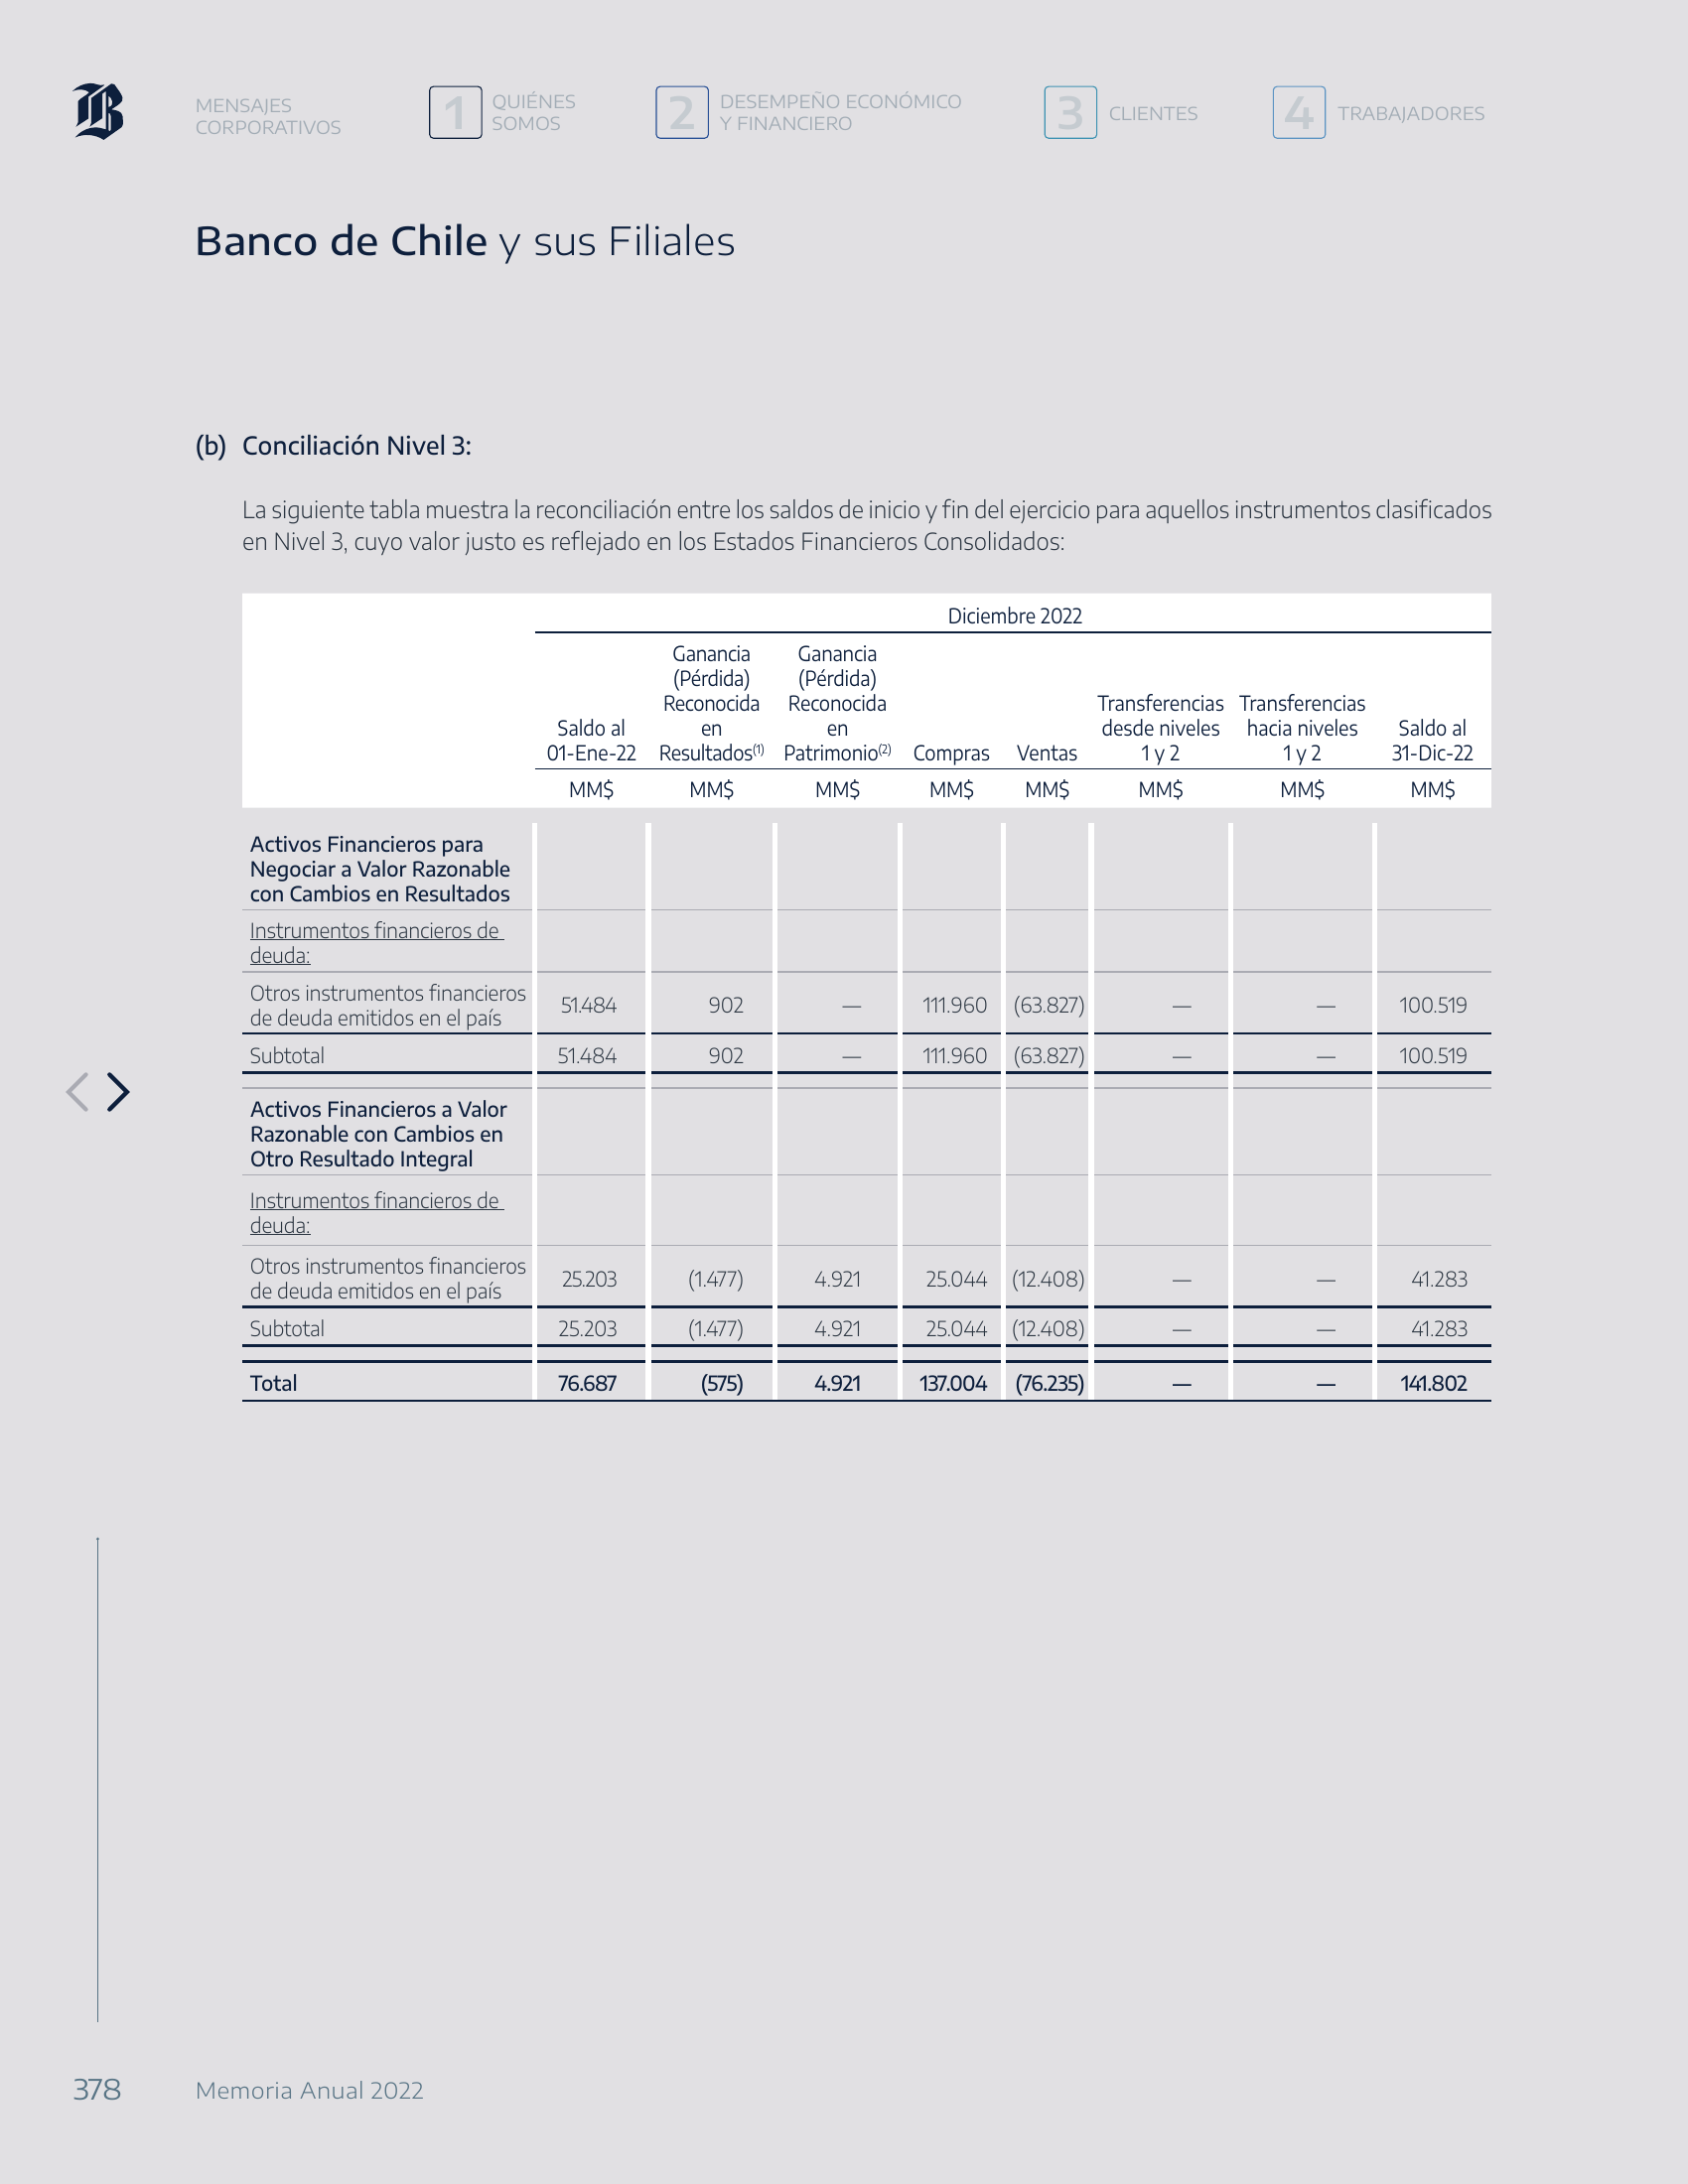 MENSAJES
CORPORATIVOS
1 QUIÉNES
SOMOS
2 DESEMPEÑO ECONÓMICO
Y FINANCIERO
3 CLIENTES
4 TRABAJADORES
Banco de Chile y sus Filiales
(b) Conciliación Nivel 3:
La siguiente tabla muestra la reconciliación entre los saldos de inicio y fin del ejercicio para aquellos instrumentos clasificados
en Nivel 3, cuyo valor justo es reflejado en los Estados Financieros Consolidados:
Diciembre 2022
Saldo al
01-Ene-22
Ganancia
(Pérdida)
Reconocida
en
Resultados(1)
Ganancia
(Pérdida)
Reconocida
en
Patrimonio(2)
Compras
Ventas
Transferencias
desde niveles
1 y 2
Transferencias
hacia niveles
1 y 2
Saldo al
31-Dic-22
MM$ MM$ MM$ MM$ MM$ MM$ MM$ MM$
Activos Financieros para
Negociar a Valor Razonable
con Cambios en Resultados
Instrumentos financieros de
deuda:
Otros instrumentos financieros
de deuda emitidos en el país
51.484 902 — 111.960 (63.827) — — 100.519
Subtotal 51.484 902 — 111.960 (63.827) — — 100.519
Activos Financieros a Valor
Razonable con Cambios en
Otro Resultado Integral
Instrumentos financieros de
deuda:
Otros instrumentos financieros
de deuda emitidos en el país
25.203 (1.477) 4.921 25.044 (12.408) — — 41.283
Subtotal 25.203 (1.477) 4.921 25.044 (12.408) — — 41.283
Total 76.687 (575) 4.921 137.004 (76.235) — — 141.802
378 Memoria Anual 2022